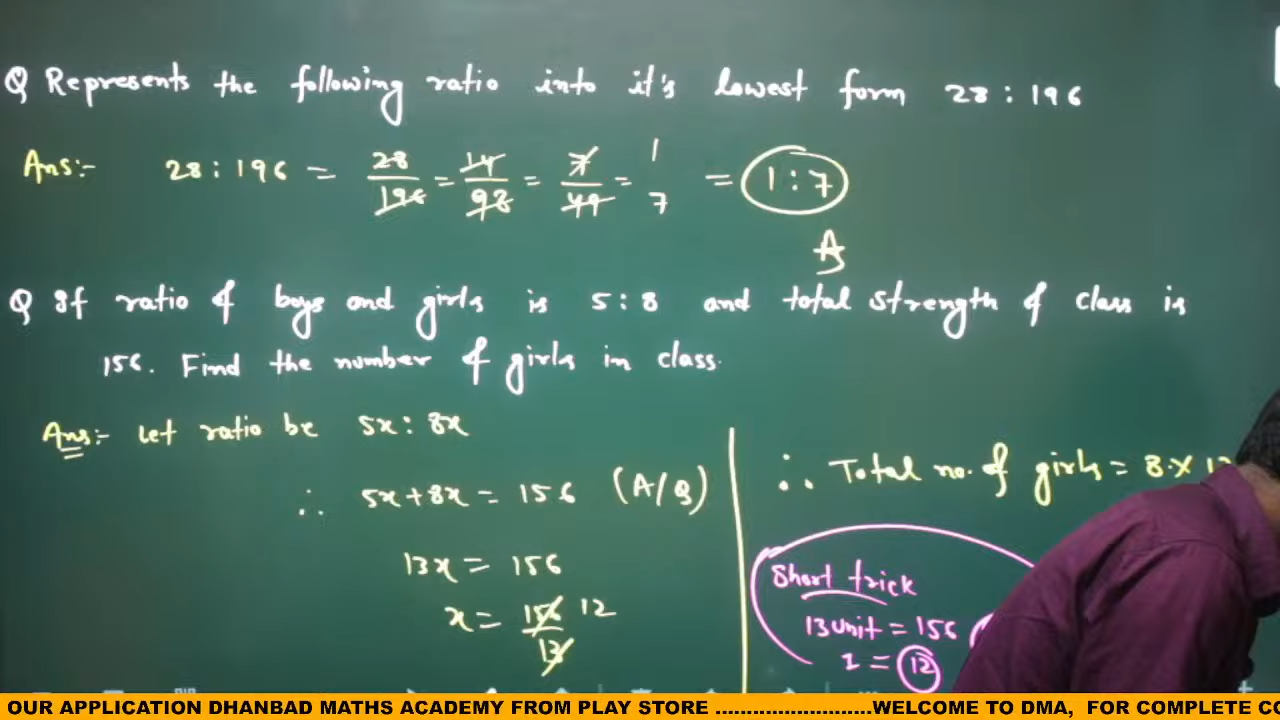 Q Represents the following ratio into it's lowest form 28 : 196
Ans:- 28 : 196 = 28/196 = 14/98 = 7/49 = 1/7 = 1 : 7
A
Q If ratio of boys and girls is 5 : 8 and total strength of class is
156. Find the number of girls in class.
Ans:- Let ratio be 5x : 8x
∴ 5x+8x = 156 (A/Q)
13x = 156
x = 156/13 12
∴ Total no. of girls = 8 x
Short trick
13 unit = 156
1 = 12
OUR APPLICATION DHANBAD MATHS ACADEMY FROM PLAY STORE ........................WELCOME TO DMA, FOR COMPLETE